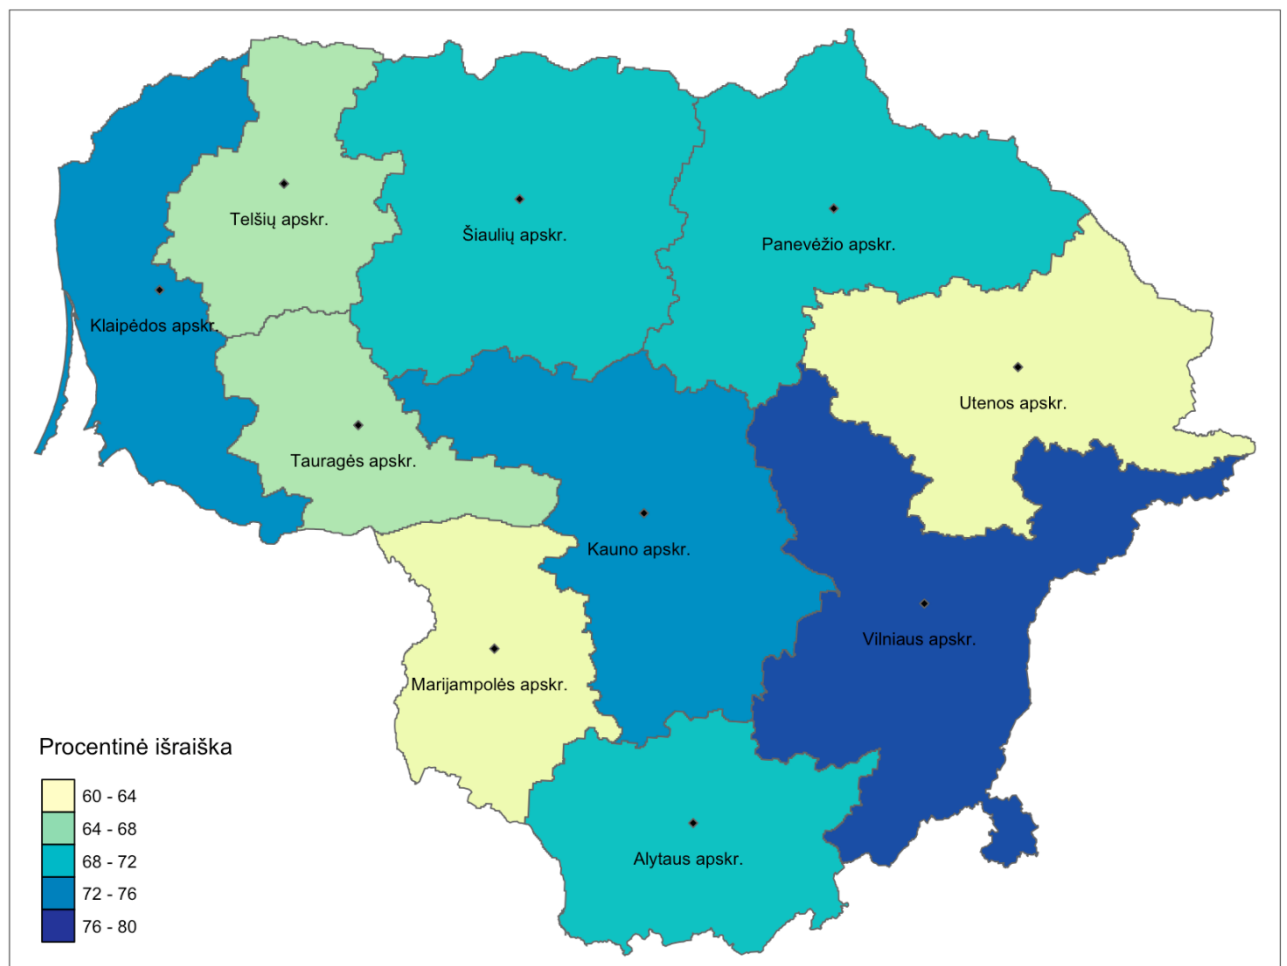 Telšių apskr.
Šiaulių apskr.
Panevėžio apskr.
Klaipėdos apskr.
Utenos apskr.
Tauragės apskr.
Kauno apskr.
Vilniaus apskr.
Marijampolės apskr.
Alytaus apskr.
Procentinė išraiška
60 - 64
64 - 68
68 - 72
72 - 76
76 - 80